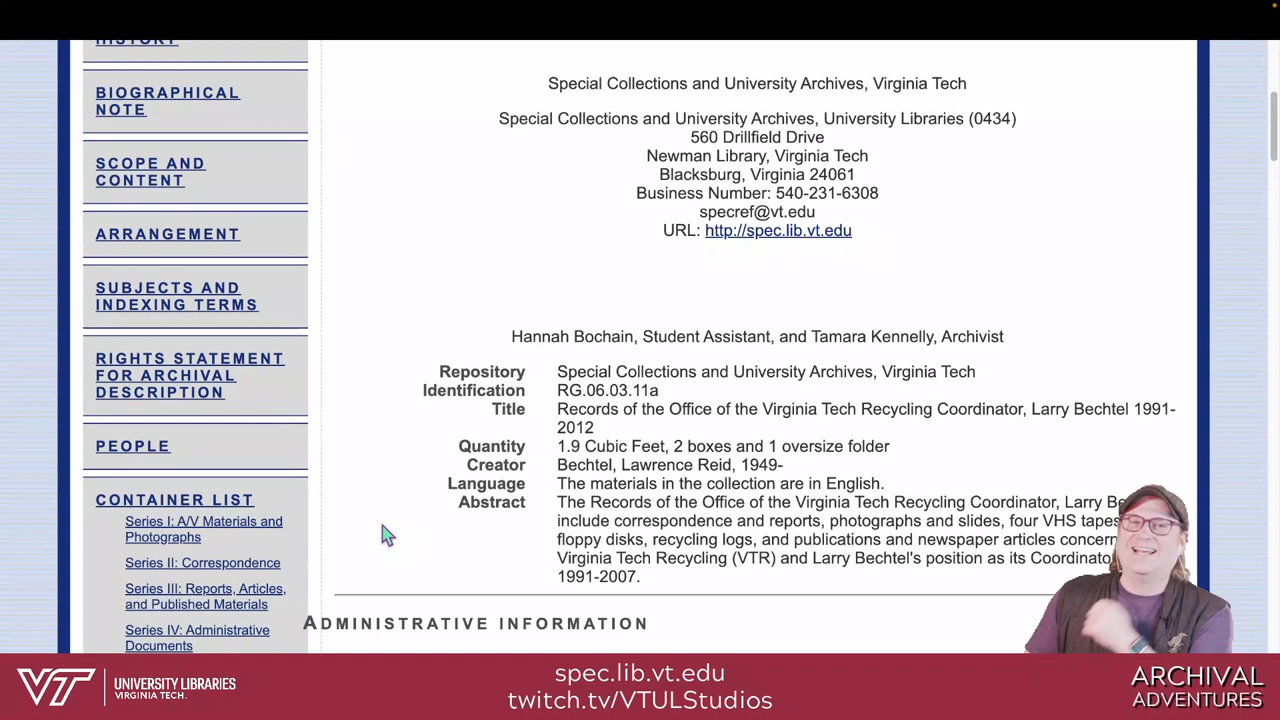 HISTORY
BIOGRAPHICAL
NOTE
SCOPE AND
CONTENT
ARRANGEMENT
SUBJECTS AND
INDEXING TERMS
RIGHTS STATEMENT
FOR ARCHIVAL
DESCRIPTION
PEOPLE
CONTAINER LIST
Series I: A/V Materials and
Photographs
Series II: Correspondence
Series III: Reports, Articles,
and Published Materials
Series IV: Administrative
Documents
Special Collections and University Archives, Virginia Tech
Special Collections and University Archives, University Libraries (0434)
560 Drillfield Drive
Newman Library, Virginia Tech
Blacksburg, Virginia 24061
Business Number: 540-231-6308
specref@vt.edu
URL: http://spec.lib.vt.edu
Hannah Bochain, Student Assistant, and Tamara Kennelly, Archivist
Repository Special Collections and University Archives, Virginia Tech
Identification RG.06.03.11a
Title Records of the Office of the Virginia Tech Recycling Coordinator, Larry Bechtel 1991-
2012
Quantity 1.9 Cubic Feet, 2 boxes and 1 oversize folder
Creator Bechtel, Lawrence Reid, 1949-
Language The materials in the collection are in English.
Abstract The Records of the Office of the Virginia Tech Recycling Coordinator, Larry
include correspondence and reports, photographs and slides, four VHS tapes
floppy disks, recycling logs, and publications and newspaper articles
Virginia Tech Recycling (VTR) and Larry Bechtel's position as its
1991-2007.
ADMINISTRATIVE INFORMATION
VT UNIVERSITY LIBRARIES
VIRGINIA TECH.
spec.lib.vt.edu
twitch.tv/VTULStudios
ARCHIVAL
ADVENTURES